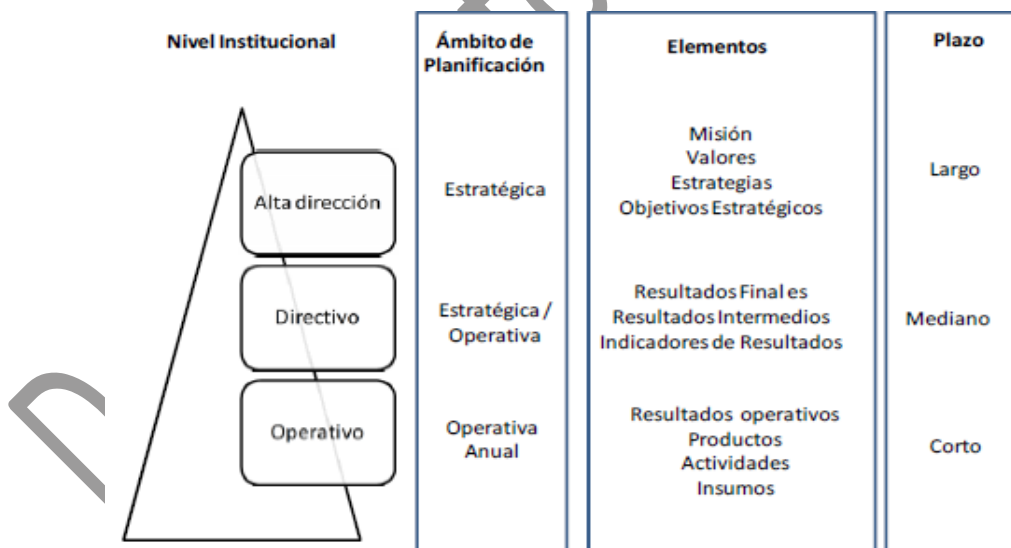 Nivel Institucional
Ámbito de
Planificación
Elementos
Plazo
Alta dirección
Estratégica
Misión
Valores
Estrategias
Objetivos Estratégicos
Largo
Directivo
Estratégica /
Operativa
Resultados Final es
Resultados Intermedios
Indicadores de Resultados
Mediano
Operativo
Operativa
Anual
Resultados operativos
Productos
Actividades
Insumos
Corto